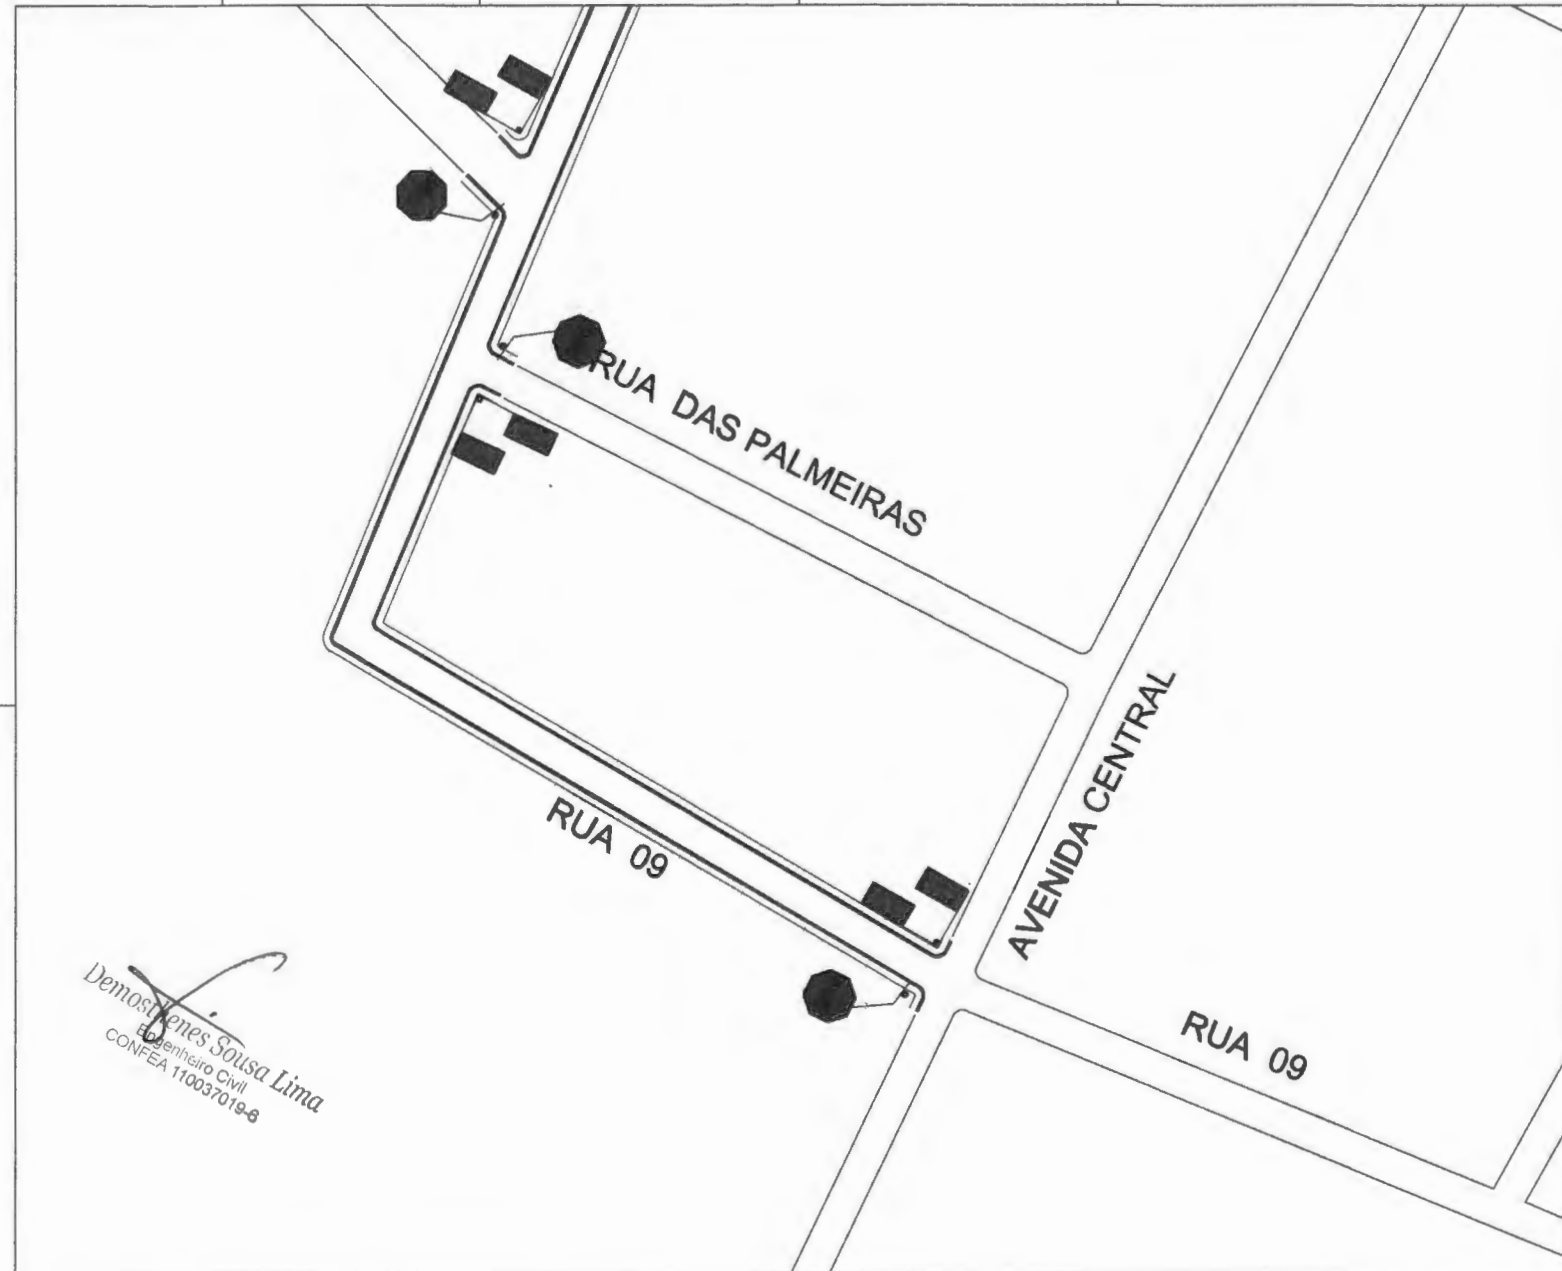 RUA DAS PALMEIRAS
AVENIDA CENTRAL
RUA 09
RUA 09
Demosthenes Sousa Lima
Engenheiro Civil
CONFEA 110037019-6